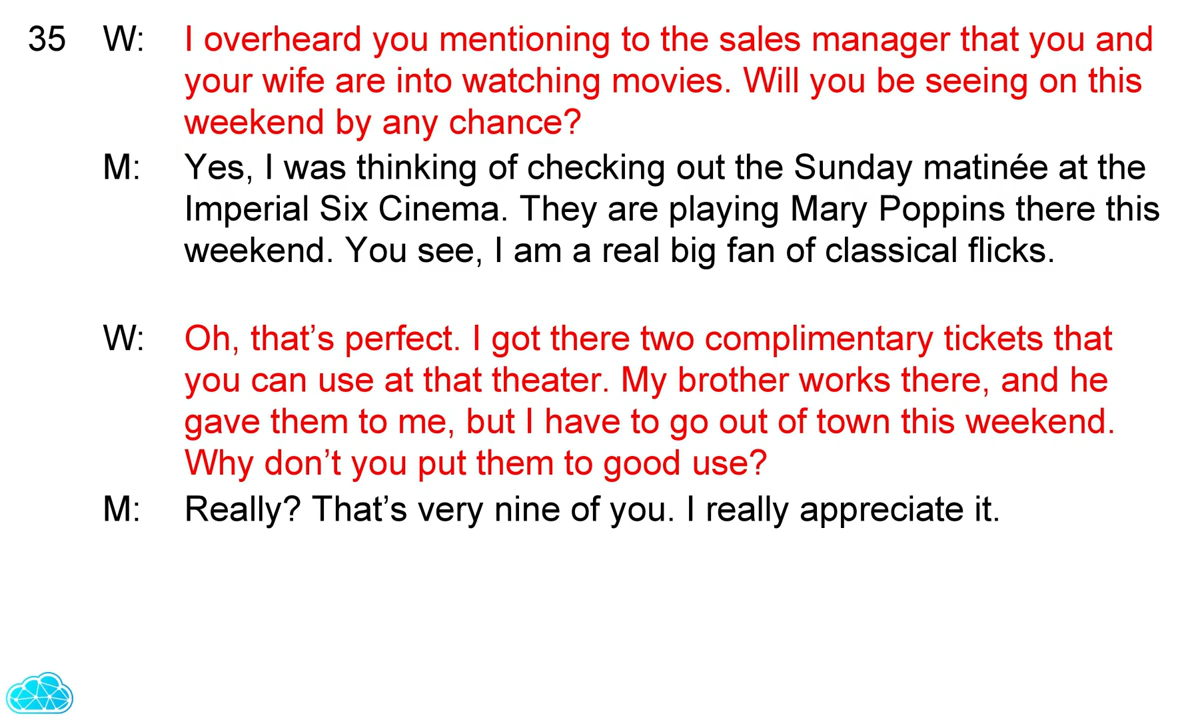 35 W: I overheard you mentioning to the sales manager that you and
your wife are into watching movies. Will you be seeing on this
weekend by any chance?
M: Yes, I was thinking of checking out the Sunday matinée at the
Imperial Six Cinema. They are playing Mary Poppins there this
weekend. You see, I am a real big fan of classical flicks.
W: Oh, that’s perfect. I got there two complimentary tickets that
you can use at that theater. My brother works there, and he
gave them to me, but I have to go out of town this weekend.
Why don’t you put them to good use?
M: Really? That’s very nine of you. I really appreciate it.